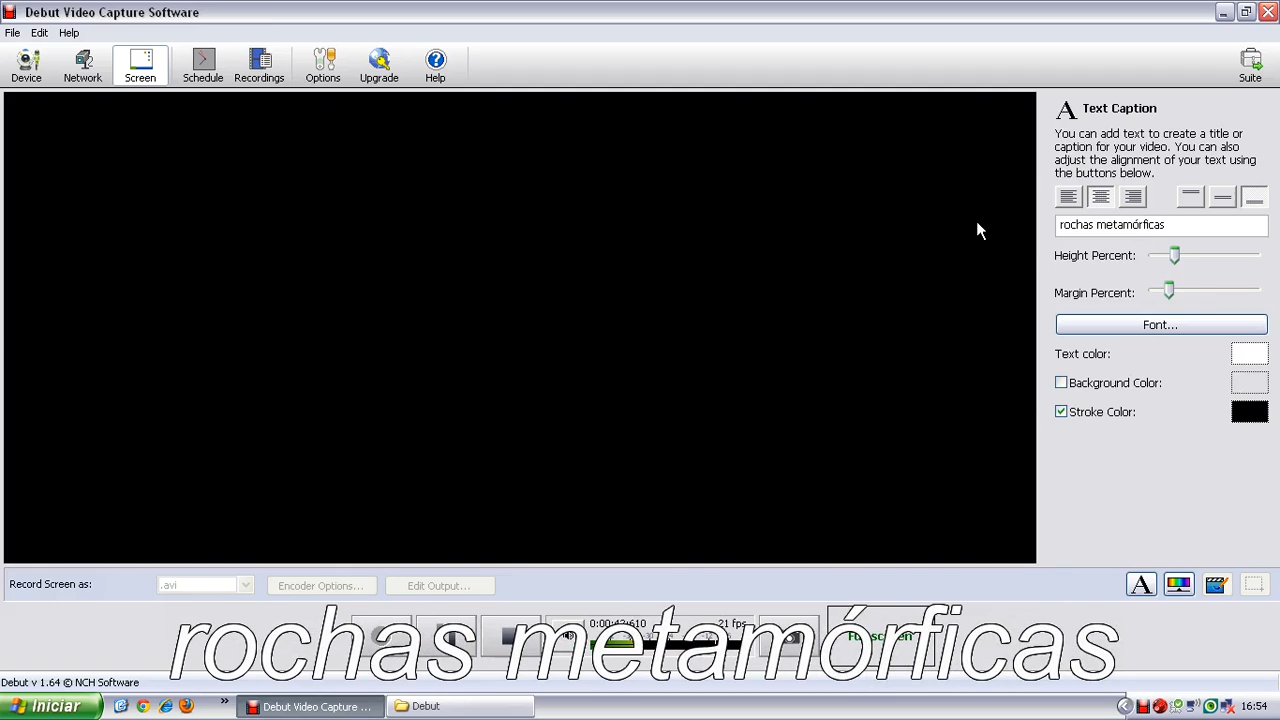 Debut Video Capture Software
File Edit Help
Device Network Screen Schedule Recordings Options Upgrade Help Suite
A Text Caption
You can add text to create a title or
caption for your video. You can also
adjust the alignment of your text using
the buttons below.
rochas metamórficas
Height Percent:
Margin Percent:
Font...
Text color:
Background Color:
Stroke Color:
Record Screen as: .avi Encoder Options... Edit Output... A
21 fps
rochas metamórficas
Debut v 1.64 © NCH Software
Iniciar » Debut Video Capture ... Debut 16:54